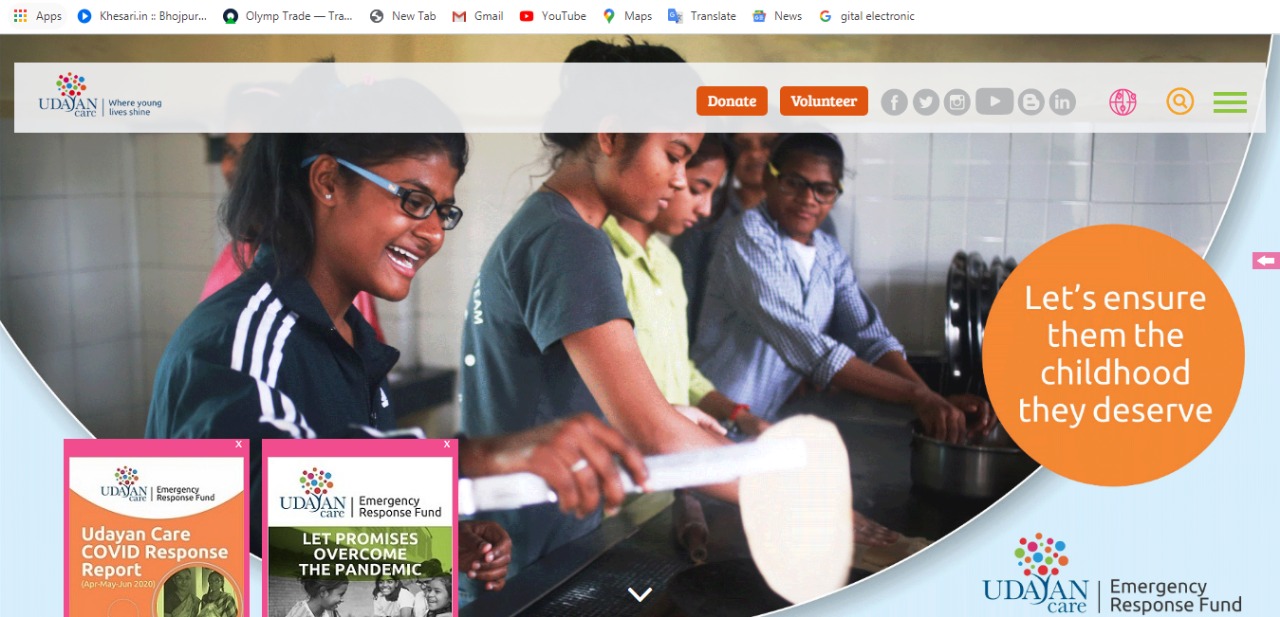 Apps
Khesari.in :: Bhojpur...
Olymp Trade — Tra...
New Tab
Gmail
YouTube
Maps
Translate
News
gital electronic
UDAYAN care | Where young lives shine
Donate
Volunteer
TEAM
Let's ensure
them the
childhood
they deserve
X
UDAYAN care | Emergency Response Fund
Udayan Care
COVID Response
Report
(Apr-May-Jun 2020)
X
UDAYAN care | Emergency Response Fund
LET PROMISES
OVERCOME
THE PANDEMIC
UDAYAN care | Emergency Response Fund